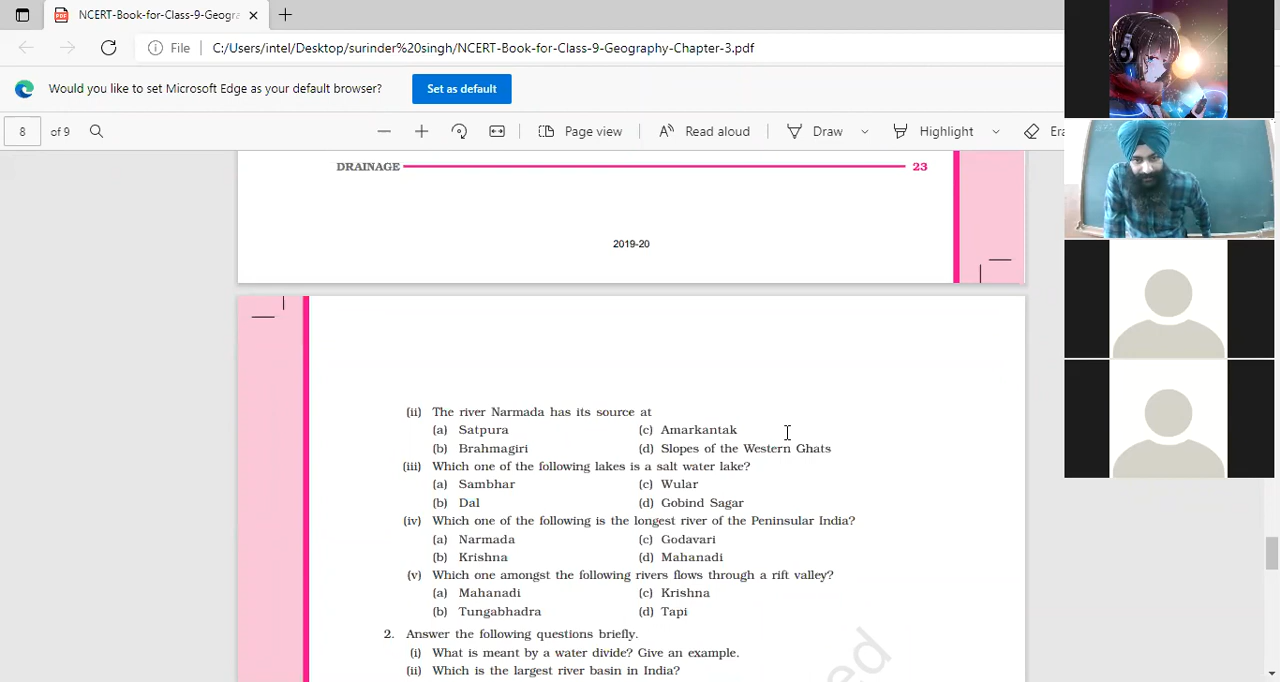 NCERT-Book-for-Class-9-Geogra
File C:/Users/intel/Desktop/surinder%20singh/NCERT-Book-for-Class-9-Geography-Chapter-3.pdf
Would you like to set Microsoft Edge as your default browser? Set as default
8 of 9 Page view Read aloud Draw Highlight Era
DRAINAGE 23
2019-20
(ii) The river Narmada has its source at
(a) Satpura (c) Amarkantak
(b) Brahmagiri (d) Slopes of the Western Ghats
(iii) Which one of the following lakes is a salt water lake?
(a) Sambhar (c) Wular
(b) Dal (d) Gobind Sagar
(iv) Which one of the following is the longest river of the Peninsular India?
(a) Narmada (c) Godavari
(b) Krishna (d) Mahanadi
(v) Which one amongst the following rivers flows through a rift valley?
(a) Mahanadi (c) Krishna
(b) Tungabhadra (d) Tapi
2. Answer the following questions briefly.
(i) What is meant by a water divide? Give an example.
(ii) Which is the largest river basin in India?
ed